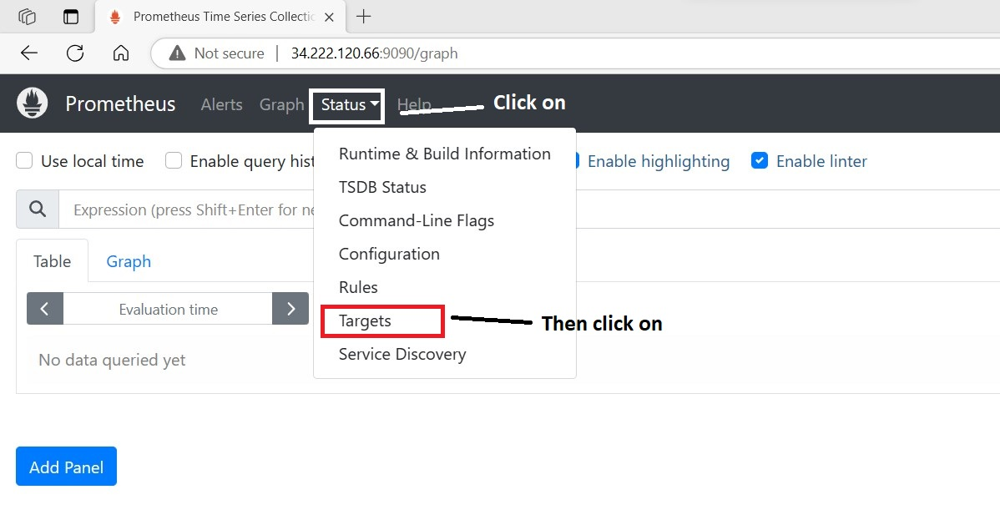 Prometheus Time Series Collectio
Not secure | 34.222.120.66:9090/graph
Prometheus Alerts Graph Status Help Click on
Use local time Enable query hist Enable highlighting Enable linter
Expression (press Shift+Enter for ne
Runtime & Build Information
TSDB Status
Command-Line Flags
Configuration
Rules
Targets Then click on
Service Discovery
Table Graph
Evaluation time
No data queried yet
Add Panel